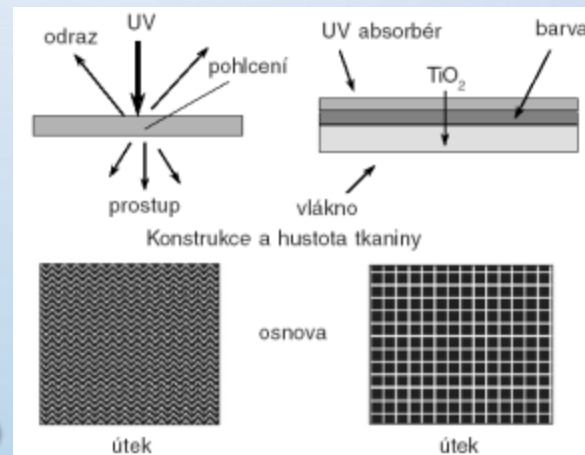 UV
odraz
pohlcení
prostup
UV absorbér
barva
TiO₂
vlákno
Konstrukce a hustota tkaniny
osnova
útek
útek